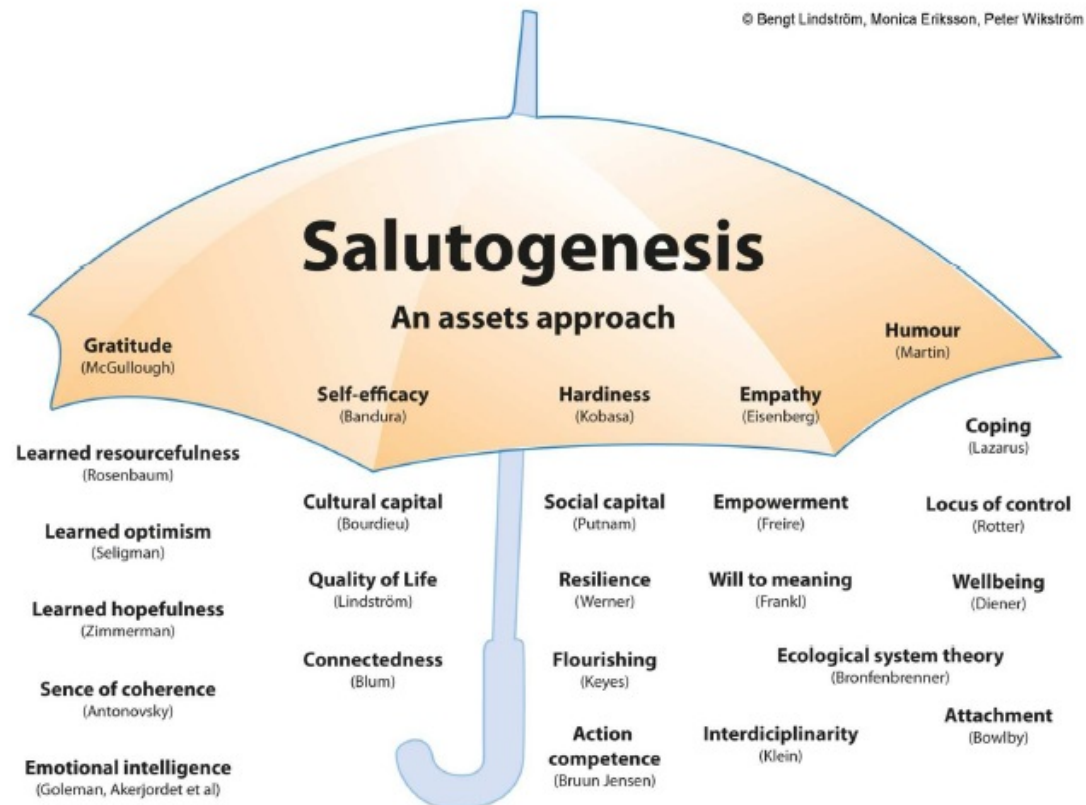 © Bengt Lindström, Monica Eriksson, Peter Wikström
Salutogenesis
An assets approach
Gratitude
(McGullough)
Humour
(Martin)
Self-efficacy
(Bandura)
Hardiness
(Kobasa)
Empathy
(Eisenberg)
Coping
(Lazarus)
Learned resourcefulness
(Rosenbaum)
Cultural capital
(Bourdieu)
Social capital
(Putnam)
Empowerment
(Freire)
Locus of control
(Rotter)
Learned optimism
(Seligman)
Quality of Life
(Lindström)
Resilience
(Werner)
Will to meaning
(Frankl)
Wellbeing
(Diener)
Learned hopefulness
(Zimmerman)
Connectedness
(Blum)
Flourishing
(Keyes)
Ecological system theory
(Bronfenbrenner)
Sence of coherence
(Antonovsky)
Attachment
(Bowlby)
Action
competence
(Bruun Jensen)
Interdiciplinarity
(Klein)
Emotional intelligence
(Goleman, Akerjordet et al)